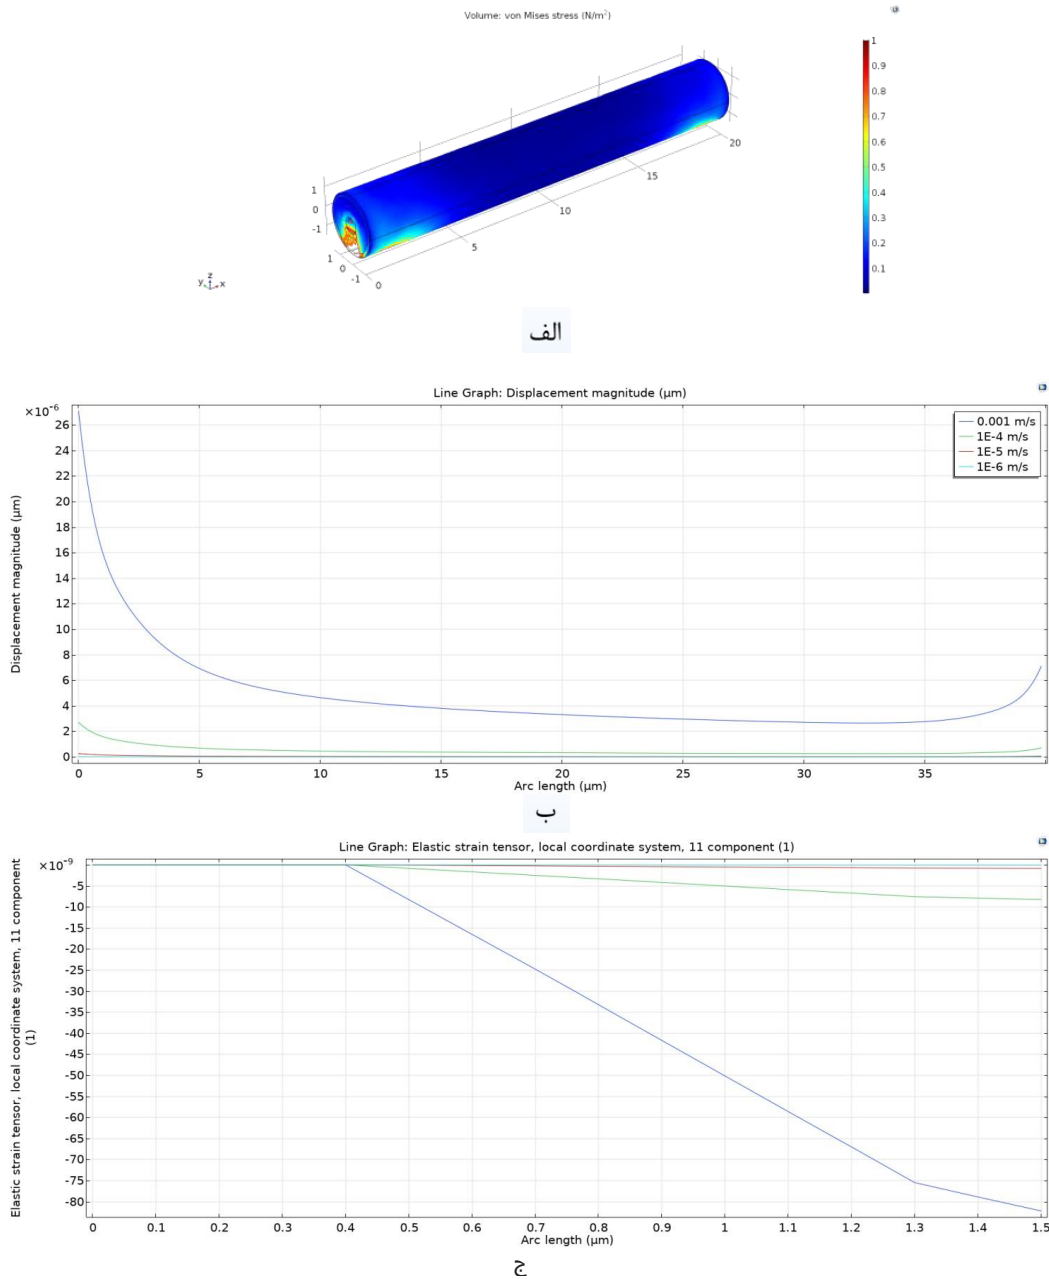 Volume: von Mises stress (N/m²)
1
0.9
0.8
0.7
0.6
0.5
0.4
0.3
0.2
0.1
1
0
-1
1
0
-1
0
5
10
15
20
z
y
x
الف
Line Graph: Displacement magnitude (μm)
×10⁻⁶
26
24
22
20
18
16
14
12
10
8
6
4
2
0
Displacement magnitude (μm)
0.001 m/s
1E-4 m/s
1E-5 m/s
1E-6 m/s
0 5 10 15 20 25 30 35
Arc length (μm)
ب
Line Graph: Elastic strain tensor, local coordinate system, 11 component (1)
×10⁻⁹
-5
-10
-15
-20
-25
-30
-35
-40
-45
-50
-55
-60
-65
-70
-75
-80
Elastic strain tensor, local coordinate system, 11 component
(1)
0 0.1 0.2 0.3 0.4 0.5 0.6 0.7 0.8 0.9 1 1.1 1.2 1.3 1.4 1.5
Arc length (μm)
ج